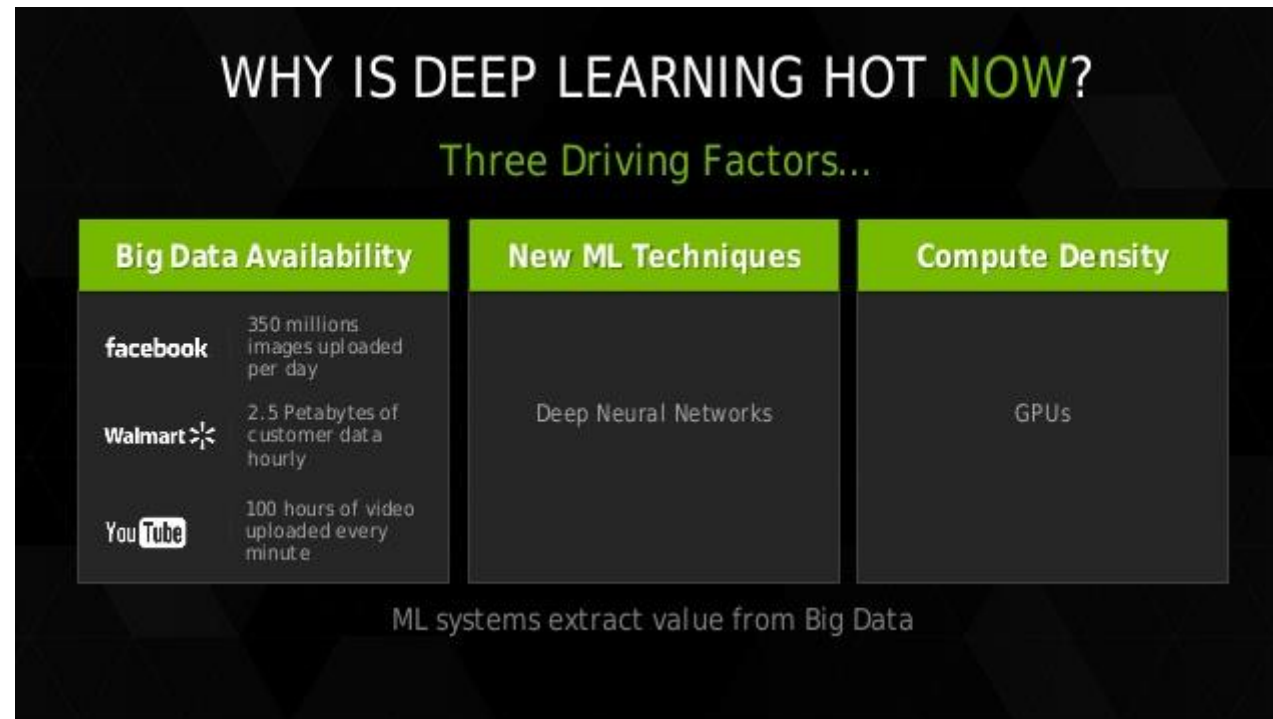 WHY IS DEEP LEARNING HOT NOW?
Three Driving Factors...
Big Data Availability
facebook
350 millions
images uploaded
per day
Walmart
2.5 Petabytes of
customer data
hourly
YouTube
100 hours of video
uploaded every
minute
New ML Techniques
Deep Neural Networks
Compute Density
GPUs
ML systems extract value from Big Data